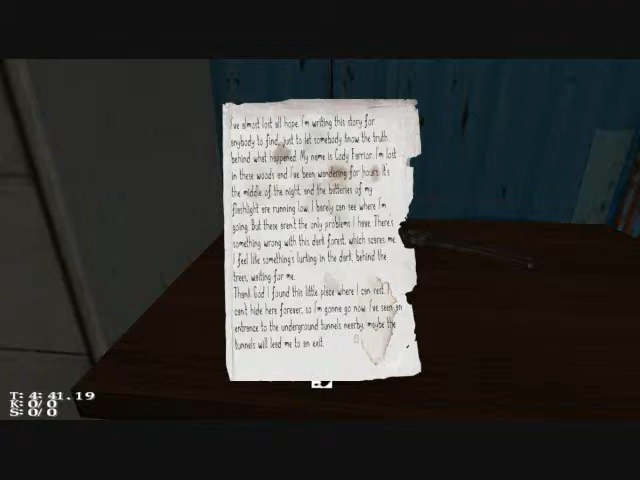 I've almost lost all hope. I'm writing this story for
anybody to find, just to let somebody know the truth
behind what happened. My name is Cody Farrior. I'm lost
in these woods and I've been wandering for hours. It's
the middle of the night, and the batteries of my
flashlight are running low. I barely can see where I'm
going. But these aren't the only problems I have. There's
something wrong with this dark forest, which scares me.
I feel like something's lurking in the dark, behind the
trees, waiting for me.
Thank God I found this little place where I can rest. I
can't hide here forever, so I'm gonna go now. I've seen an
entrance to the underground tunnels nearby, maybe the
tunnels will lead me to an exit.
T: 4:41.19
K: 0/0
S: 0/0